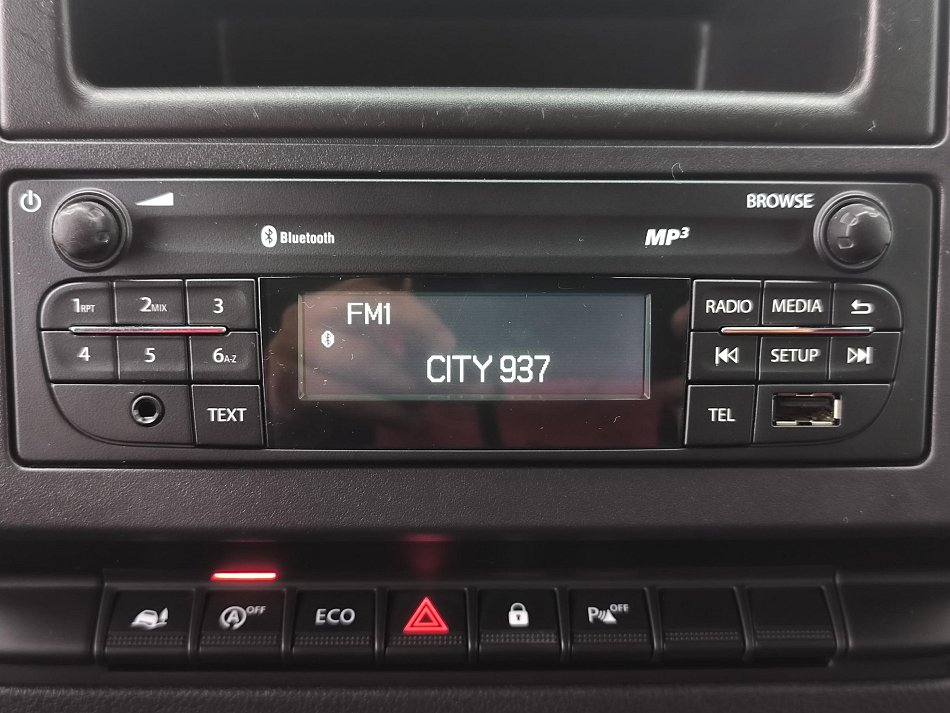 BROWSE
Bluetooth
MP3
1RPT 2MIX 3
4 5 6A-Z
TEXT
FM1
CITY 937
RADIO MEDIA
SETUP
TEL
A OFF
ECO
P OFF